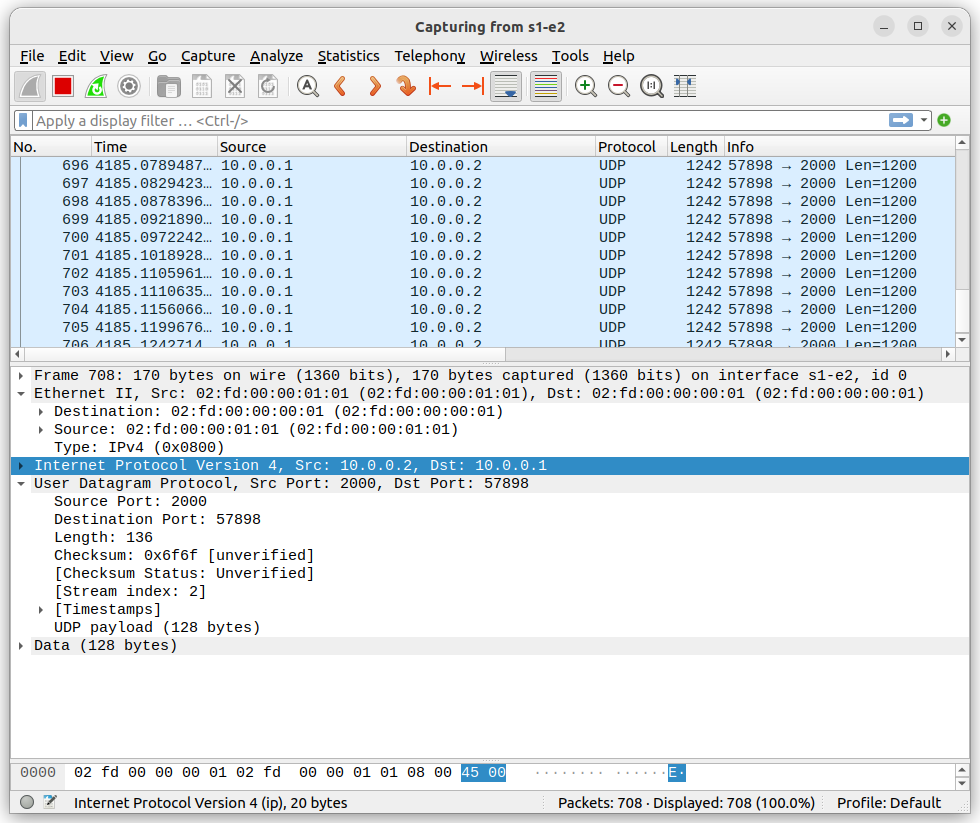 Capturing from s1-e2
File Edit View Go Capture Analyze Statistics Telephony Wireless Tools Help
Apply a display filter … <Ctrl-/>
No. Time Source Destination Protocol Length Info
696 4185.0789487… 10.0.0.1 10.0.0.2 UDP 1242 57898 → 2000 Len=1200
697 4185.0829423… 10.0.0.1 10.0.0.2 UDP 1242 57898 → 2000 Len=1200
698 4185.0878396… 10.0.0.1 10.0.0.2 UDP 1242 57898 → 2000 Len=1200
699 4185.0921890… 10.0.0.1 10.0.0.2 UDP 1242 57898 → 2000 Len=1200
700 4185.0972242… 10.0.0.1 10.0.0.2 UDP 1242 57898 → 2000 Len=1200
701 4185.1018928… 10.0.0.1 10.0.0.2 UDP 1242 57898 → 2000 Len=1200
702 4185.1105961… 10.0.0.1 10.0.0.2 UDP 1242 57898 → 2000 Len=1200
703 4185.1110635… 10.0.0.1 10.0.0.2 UDP 1242 57898 → 2000 Len=1200
704 4185.1156066… 10.0.0.1 10.0.0.2 UDP 1242 57898 → 2000 Len=1200
705 4185.1199676… 10.0.0.1 10.0.0.2 UDP 1242 57898 → 2000 Len=1200
706 4185.1242714… 10.0.0.1 10.0.0.2 UDP 1242 57898 → 2000 Len=1200
Frame 708: 170 bytes on wire (1360 bits), 170 bytes captured (1360 bits) on interface s1-e2, id 0
Ethernet II, Src: 02:fd:00:00:01:01 (02:fd:00:00:01:01), Dst: 02:fd:00:00:00:01 (02:fd:00:00:00:01)
Destination: 02:fd:00:00:00:01 (02:fd:00:00:00:01)
Source: 02:fd:00:00:01:01 (02:fd:00:00:01:01)
Type: IPv4 (0x0800)
Internet Protocol Version 4, Src: 10.0.0.2, Dst: 10.0.0.1
User Datagram Protocol, Src Port: 2000, Dst Port: 57898
Source Port: 2000
Destination Port: 57898
Length: 136
Checksum: 0x6f6f [unverified]
[Checksum Status: Unverified]
[Stream index: 2]
[Timestamps]
UDP payload (128 bytes)
Data (128 bytes)
0000 02 fd 00 00 00 01 02 fd 00 00 01 01 08 00 45 00 ········ ······E·
Internet Protocol Version 4 (ip), 20 bytes Packets: 708 · Displayed: 708 (100.0%) Profile: Default